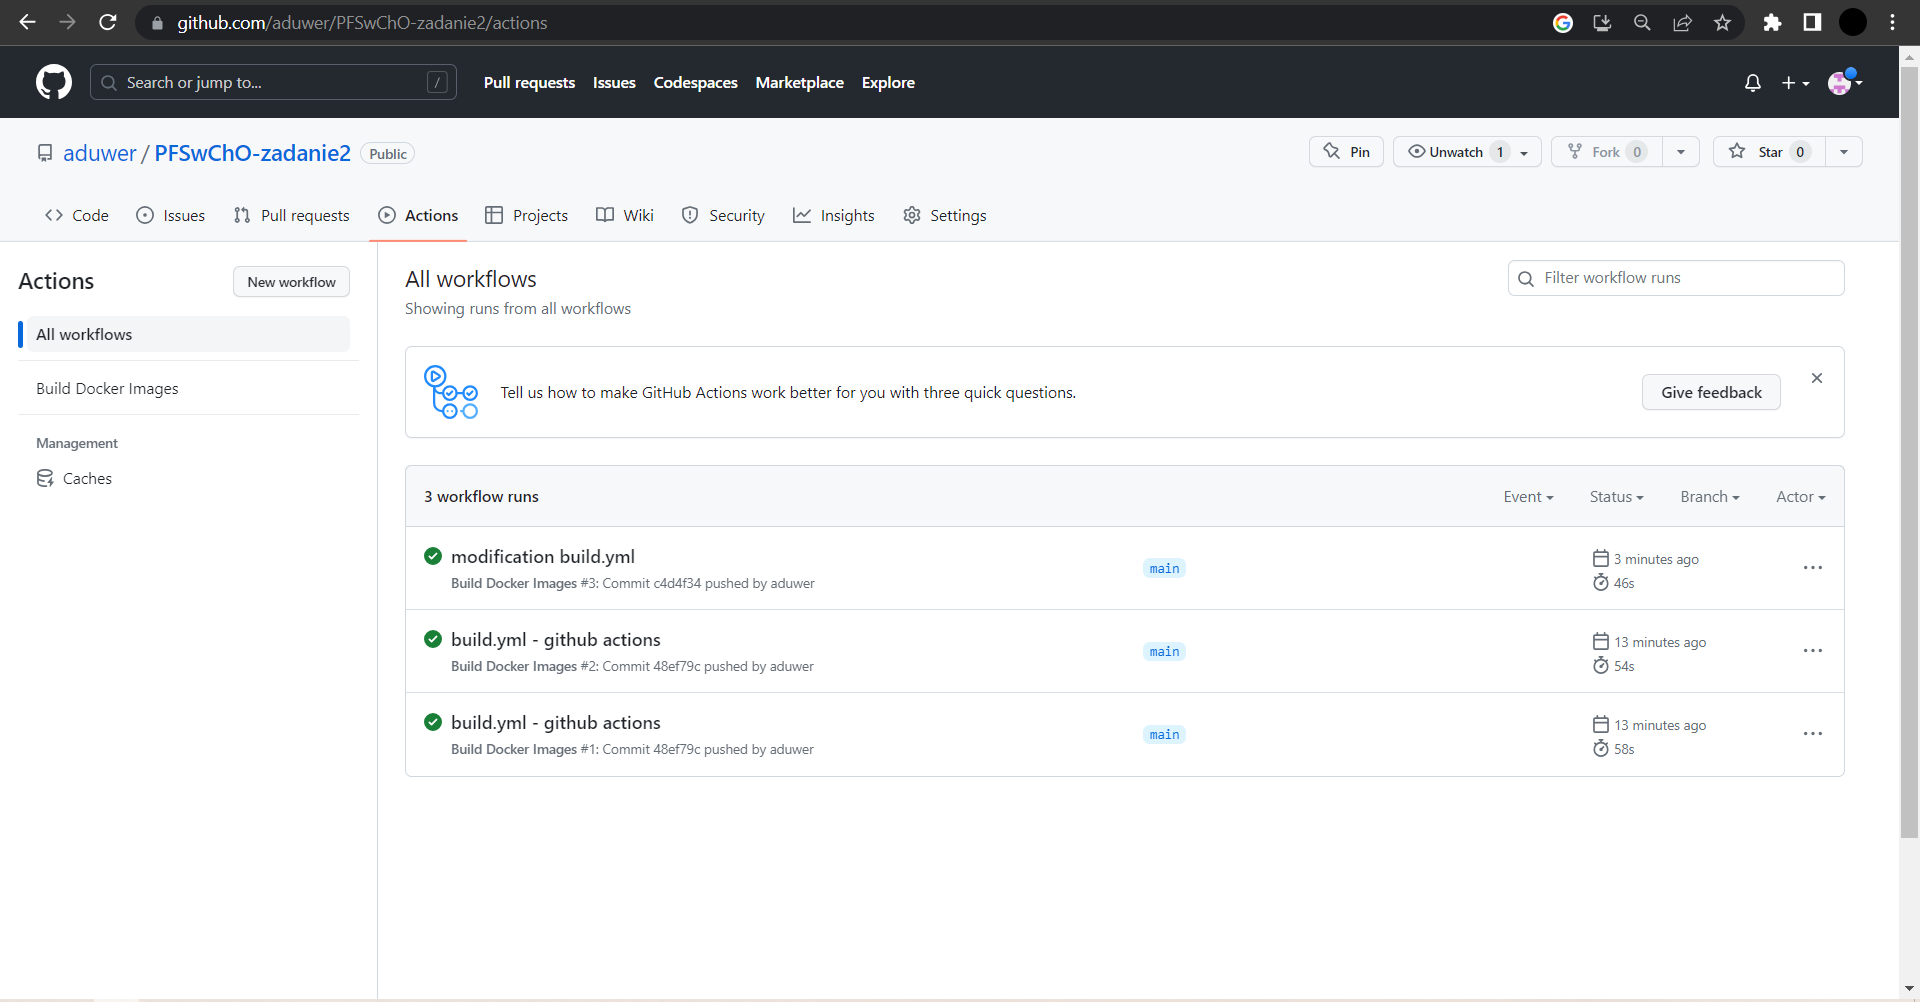 github.com/aduwer/PFSwChO-zadanie2/actions
Search or jump to... /
Pull requests Issues Codespaces Marketplace Explore
aduwer / PFSwChO-zadanie2 Public
Pin Unwatch 1 Fork 0 Star 0
Code Issues Pull requests Actions Projects Wiki Security Insights Settings
Actions New workflow
All workflows
Build Docker Images
Management
Caches
All workflows
Showing runs from all workflows
Filter workflow runs
Tell us how to make GitHub Actions work better for you with three quick questions.
Give feedback
3 workflow runs Event Status Branch Actor
modification build.yml
Build Docker Images #3: Commit c4d4f34 pushed by aduwer
main
3 minutes ago
46s
build.yml - github actions
Build Docker Images #2: Commit 48ef79c pushed by aduwer
main
13 minutes ago
54s
build.yml - github actions
Build Docker Images #1: Commit 48ef79c pushed by aduwer
main
13 minutes ago
58s